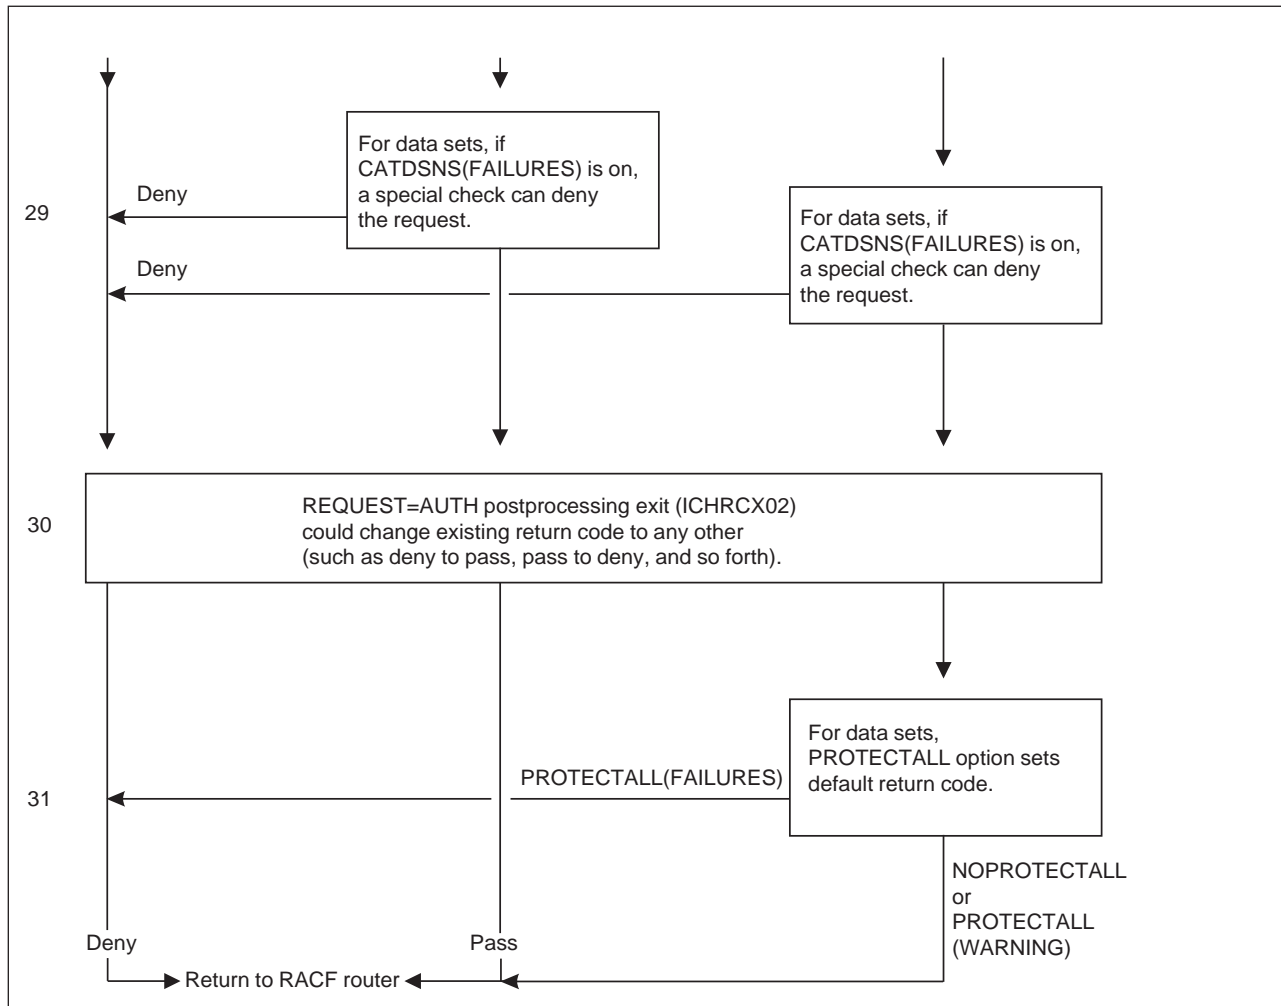 For data sets, if
CATDSNS(FAILURES) is on,
a special check can deny
the request.
Deny
29
For data sets, if
CATDSNS(FAILURES) is on,
a special check can deny
the request.
Deny
30
REQUEST=AUTH postprocessing exit (ICHRCX02)
could change existing return code to any other
(such as deny to pass, pass to deny, and so forth).
For data sets,
PROTECTALL option sets
default return code.
PROTECTALL(FAILURES)
31
NOPROTECTALL
or
PROTECTALL
(WARNING)
Deny
Pass
Return to RACF router